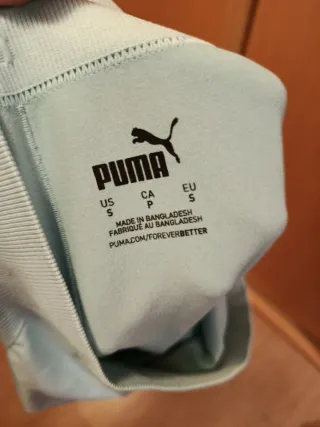 PUMA
US CA EU
S P S
MADE IN BANGLADESH
FABRIQUÉ AU BANGLADESH
PUMA.COM/FOREVERBETTER